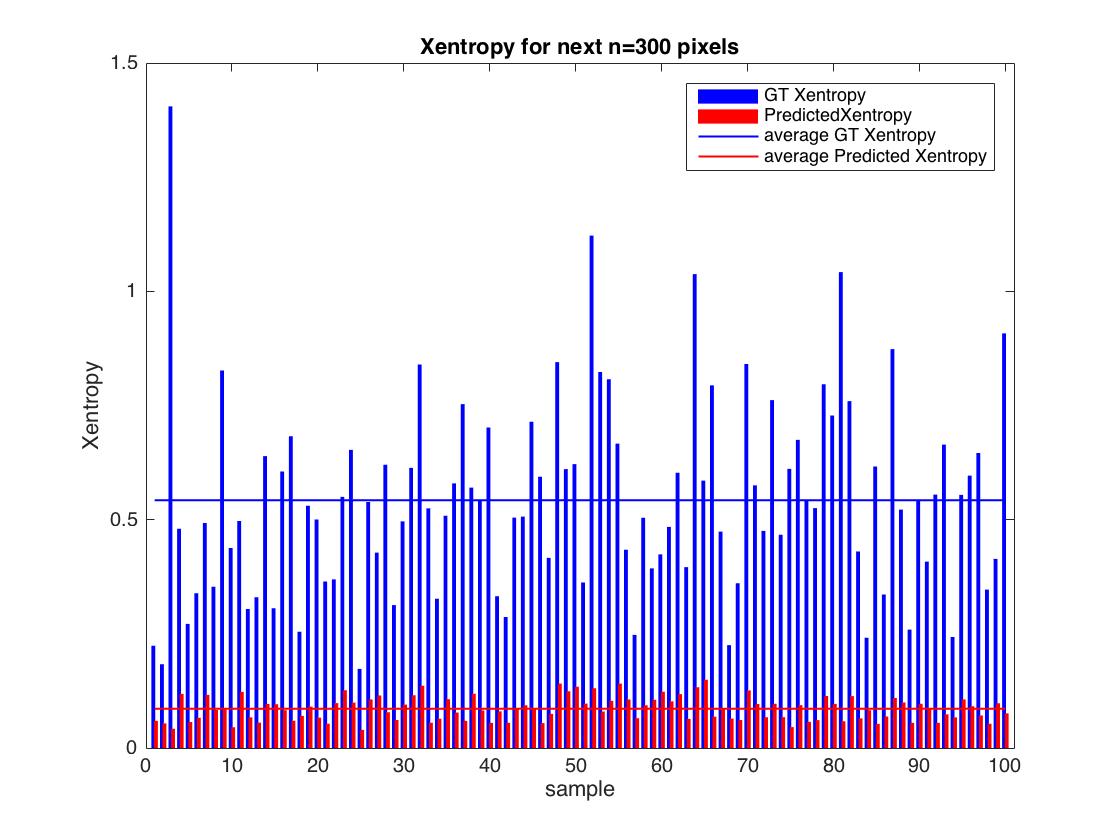 Xentropy for next n=300 pixels
1.5
1
0.5
0
Xentropy
GT Xentropy
PredictedXentropy
average GT Xentropy
average Predicted Xentropy
0 10 20 30 40 50 60 70 80 90 100
sample